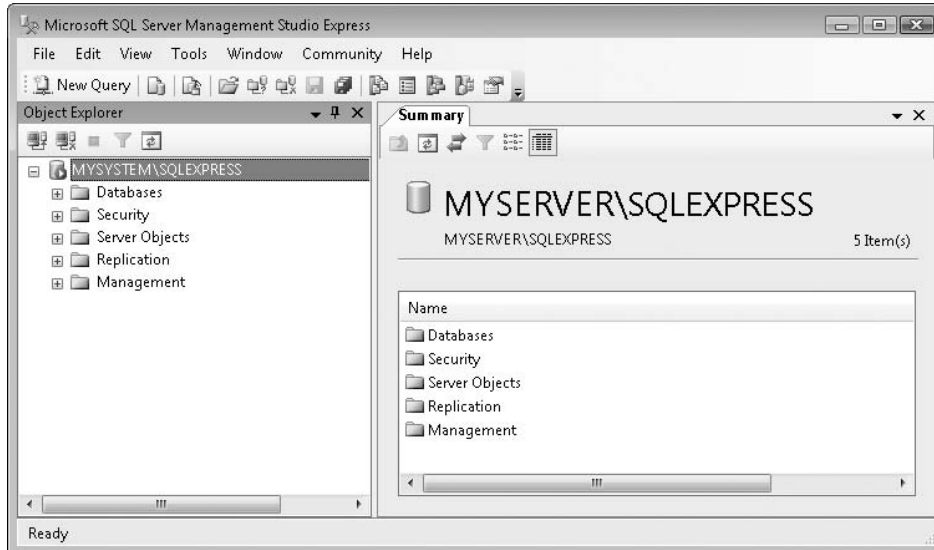 Microsoft SQL Server Management Studio Express
File Edit View Tools Window Community Help
New Query
Object Explorer
MYSYSTEM\SQLEXPRESS
Databases
Security
Server Objects
Replication
Management
Summary
MYSERVER\SQLEXPRESS
MYSERVER\SQLEXPRESS 5 Item(s)
Name
Databases
Security
Server Objects
Replication
Management
Ready